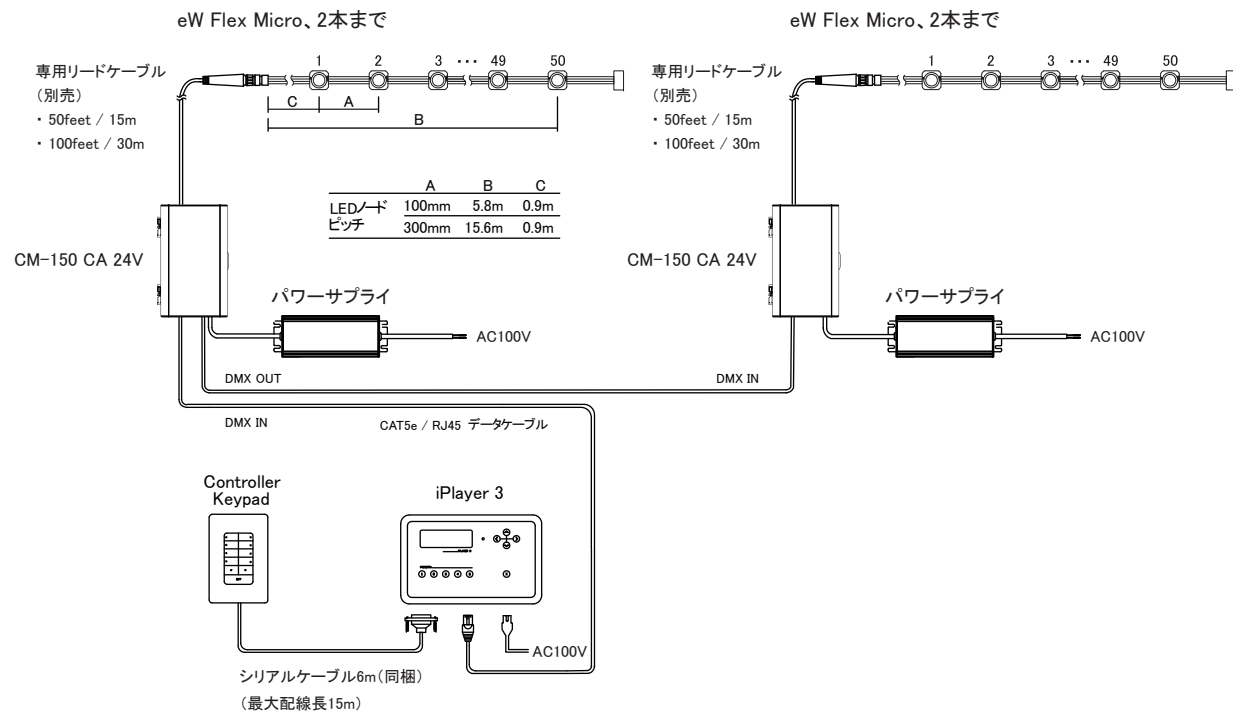 eW Flex Micro、2本まで
専用リードケーブル
(別売)
・ 50feet / 15m
・ 100feet / 30m
1 2 3 ･･･ 49 50
C A
B
A B C
LEDノード
ピッチ
100mm 5.8m 0.9m
300mm 15.6m 0.9m
CM-150 CA 24V
パワーサプライ
AC100V
eW Flex Micro、2本まで
専用リードケーブル
(別売)
・ 50feet / 15m
・ 100feet / 30m
1 2 3 ･･･ 49 50
CM-150 CA 24V
パワーサプライ
AC100V
DMX OUT
DMX IN
DMX IN
CAT5e / RJ45 データケーブル
Controller
Keypad
iPlayer 3
AC100V
シリアルケーブル6m(同梱)
(最大配線長15m)